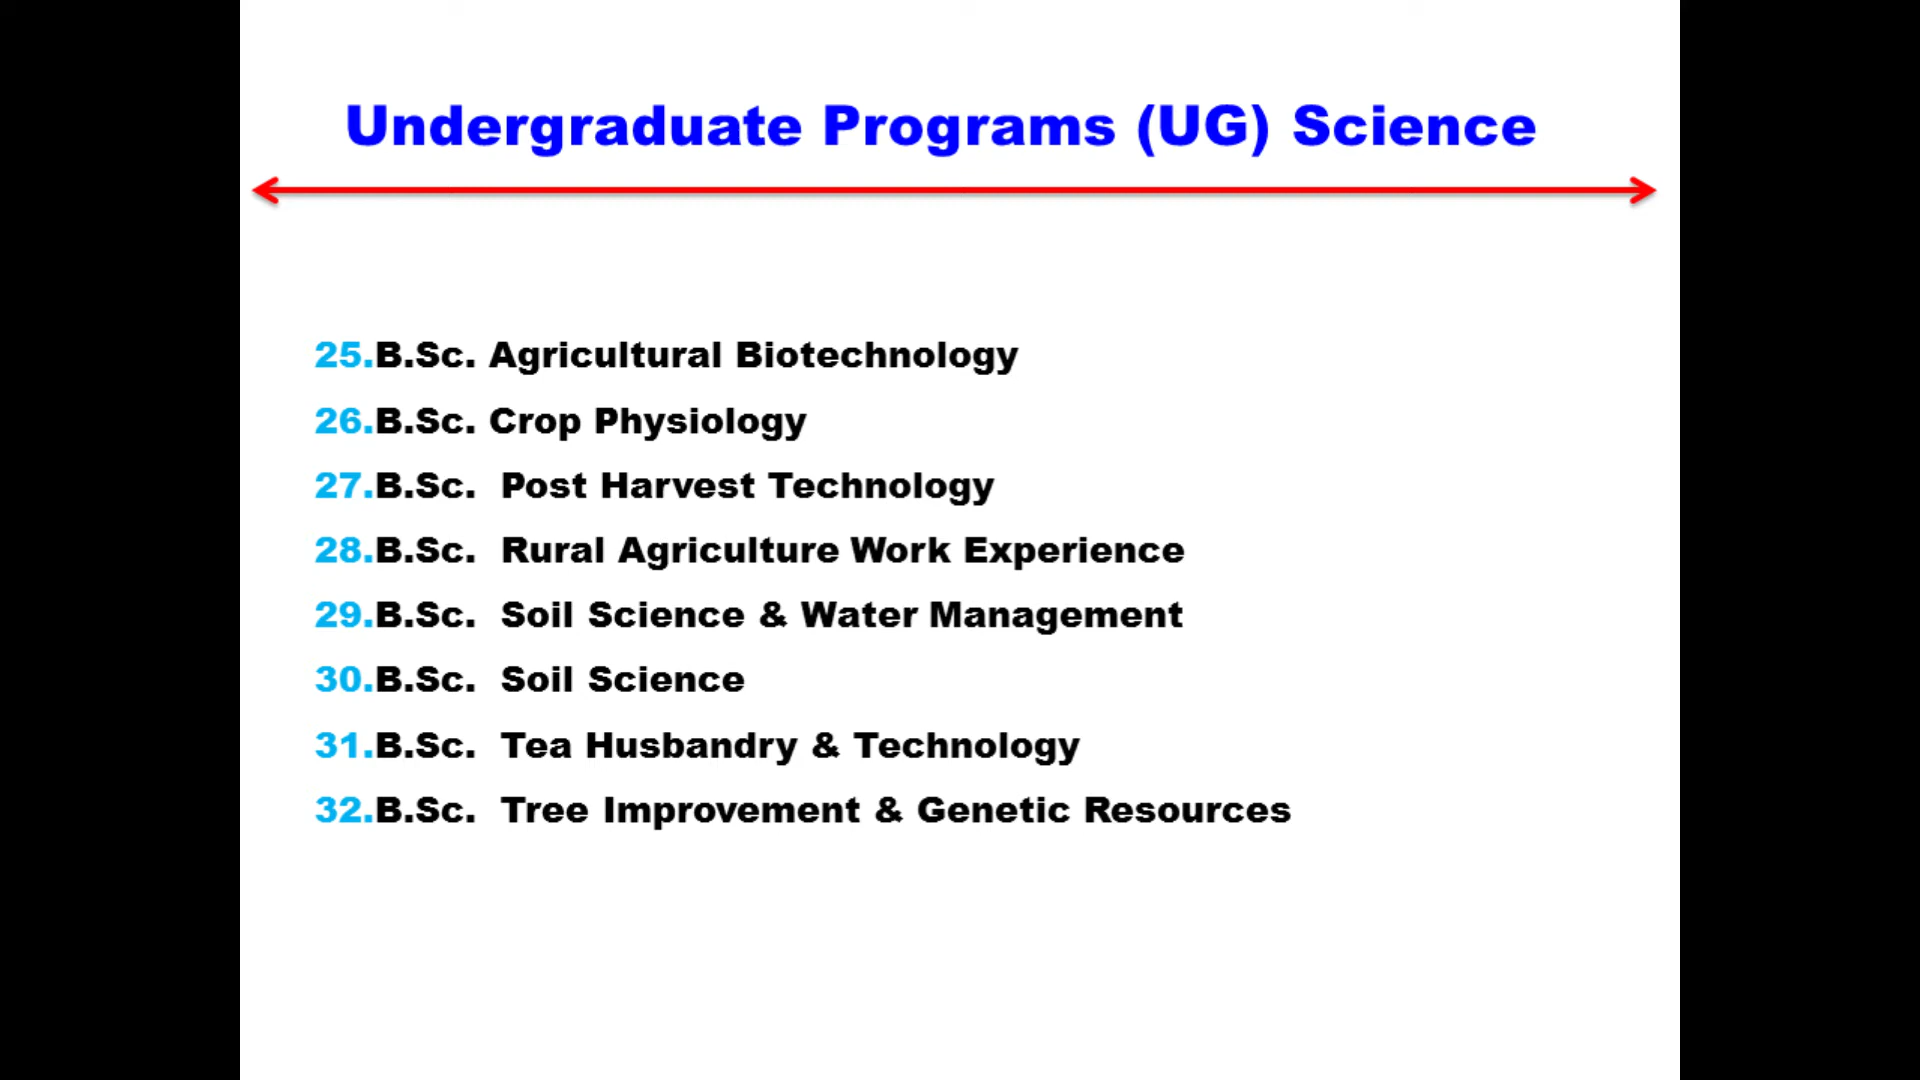 Undergraduate Programs (UG) Science
25.B.Sc. Agricultural Biotechnology
26.B.Sc. Crop Physiology
27.B.Sc.  Post Harvest Technology
28.B.Sc.  Rural Agriculture Work Experience
29.B.Sc.  Soil Science & Water Management
30.B.Sc.  Soil Science
31.B.Sc.  Tea Husbandry & Technology
32.B.Sc.  Tree Improvement & Genetic Resources